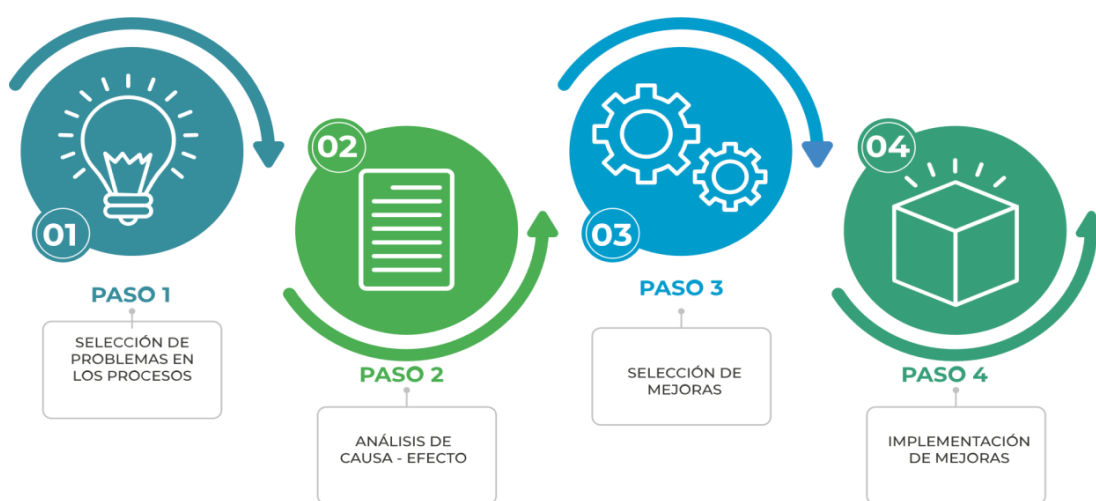 01
PASO 1
SELECCIÓN DE
PROBLEMAS EN
LOS PROCESOS
02
PASO 2
ANÁLISIS DE
CAUSA - EFECTO
03
PASO 3
SELECCIÓN DE
MEJORAS
04
PASO 4
IMPLEMENTACIÓN
DE MEJORAS